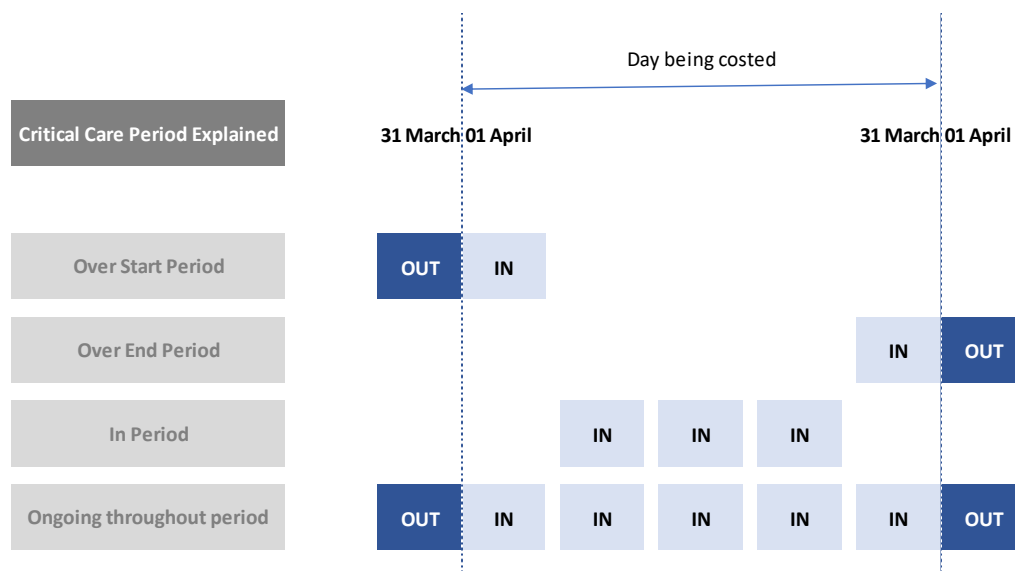 Day being costed
Critical Care Period Explained
31 March 01 April
31 March 01 April
Over Start Period
OUT IN
Over End Period
IN OUT
In Period
IN IN IN
Ongoing throughout period
OUT IN IN IN IN IN OUT